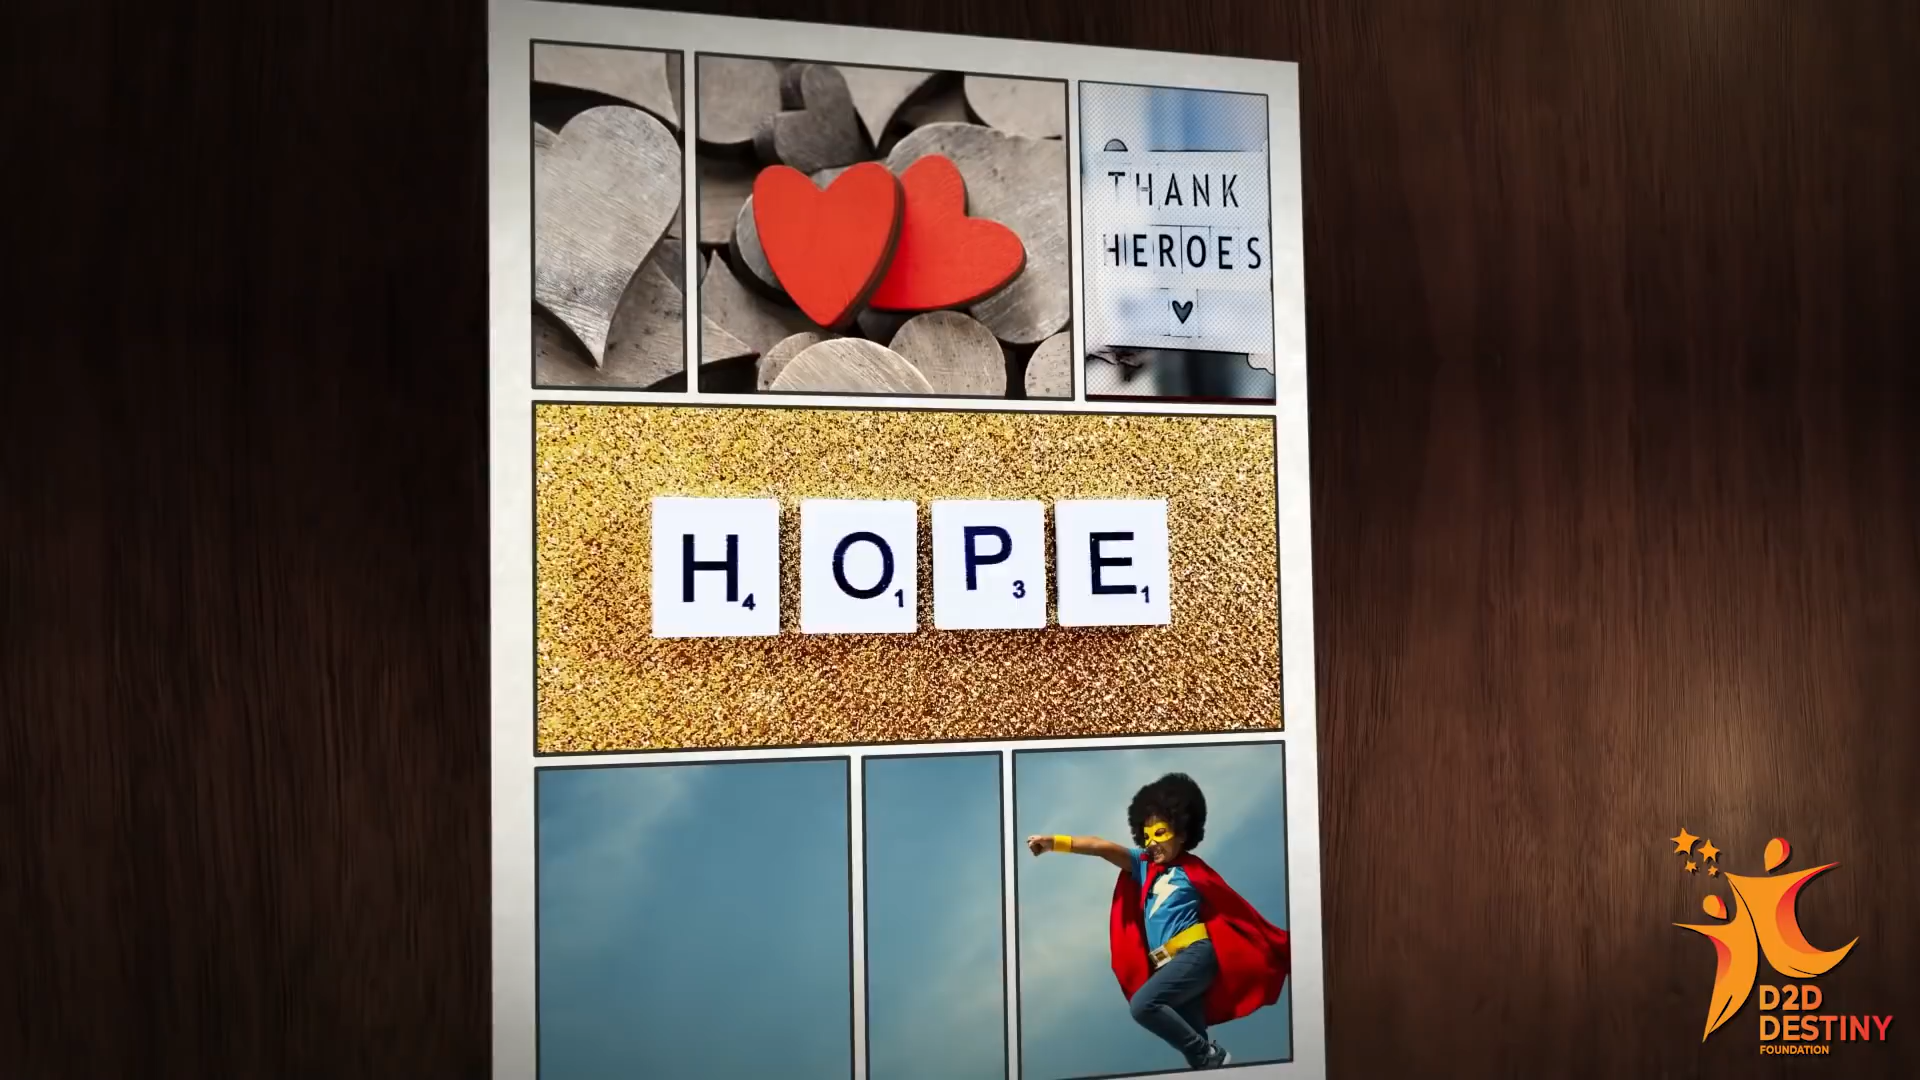 THANK
HEROES
H4 O1 P3 E1
D2D
DESTINY
FOUNDATION